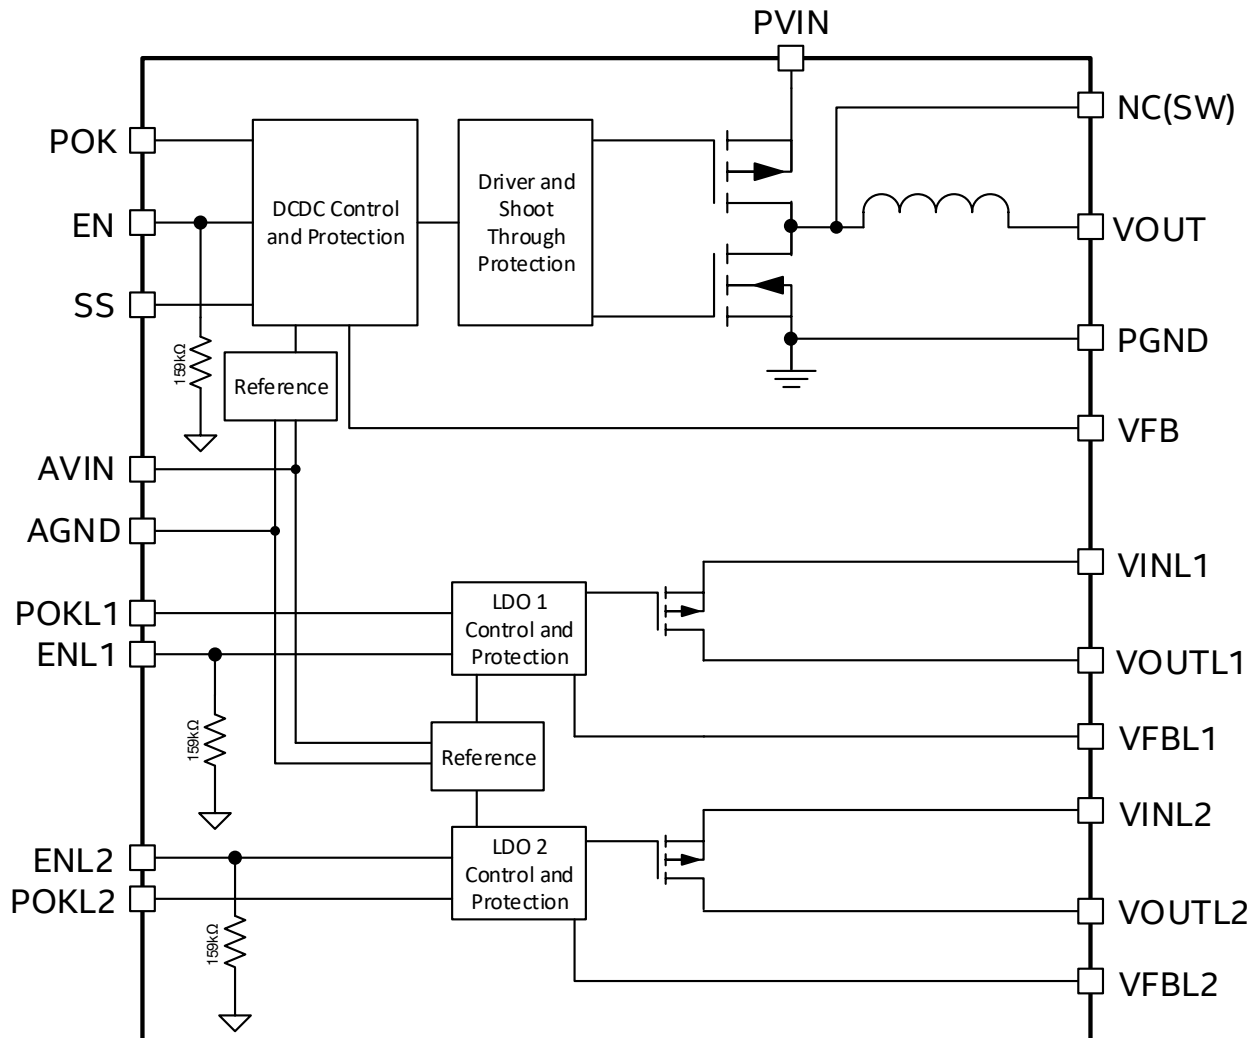 PVIN
NC(SW)
POK
DCDC Control
and Protection
Driver and
Shoot
Through
Protection
EN
VOUT
SS
PGND
159kΩ
Reference
VFB
AVIN
AGND
VINL1
LDO 1
Control and
Protection
POKL1
ENL1
VOUTL1
159kΩ
Reference
VFBL1
VINL2
LDO 2
Control and
Protection
ENL2
POKL2
VOUTL2
159kΩ
VFBL2